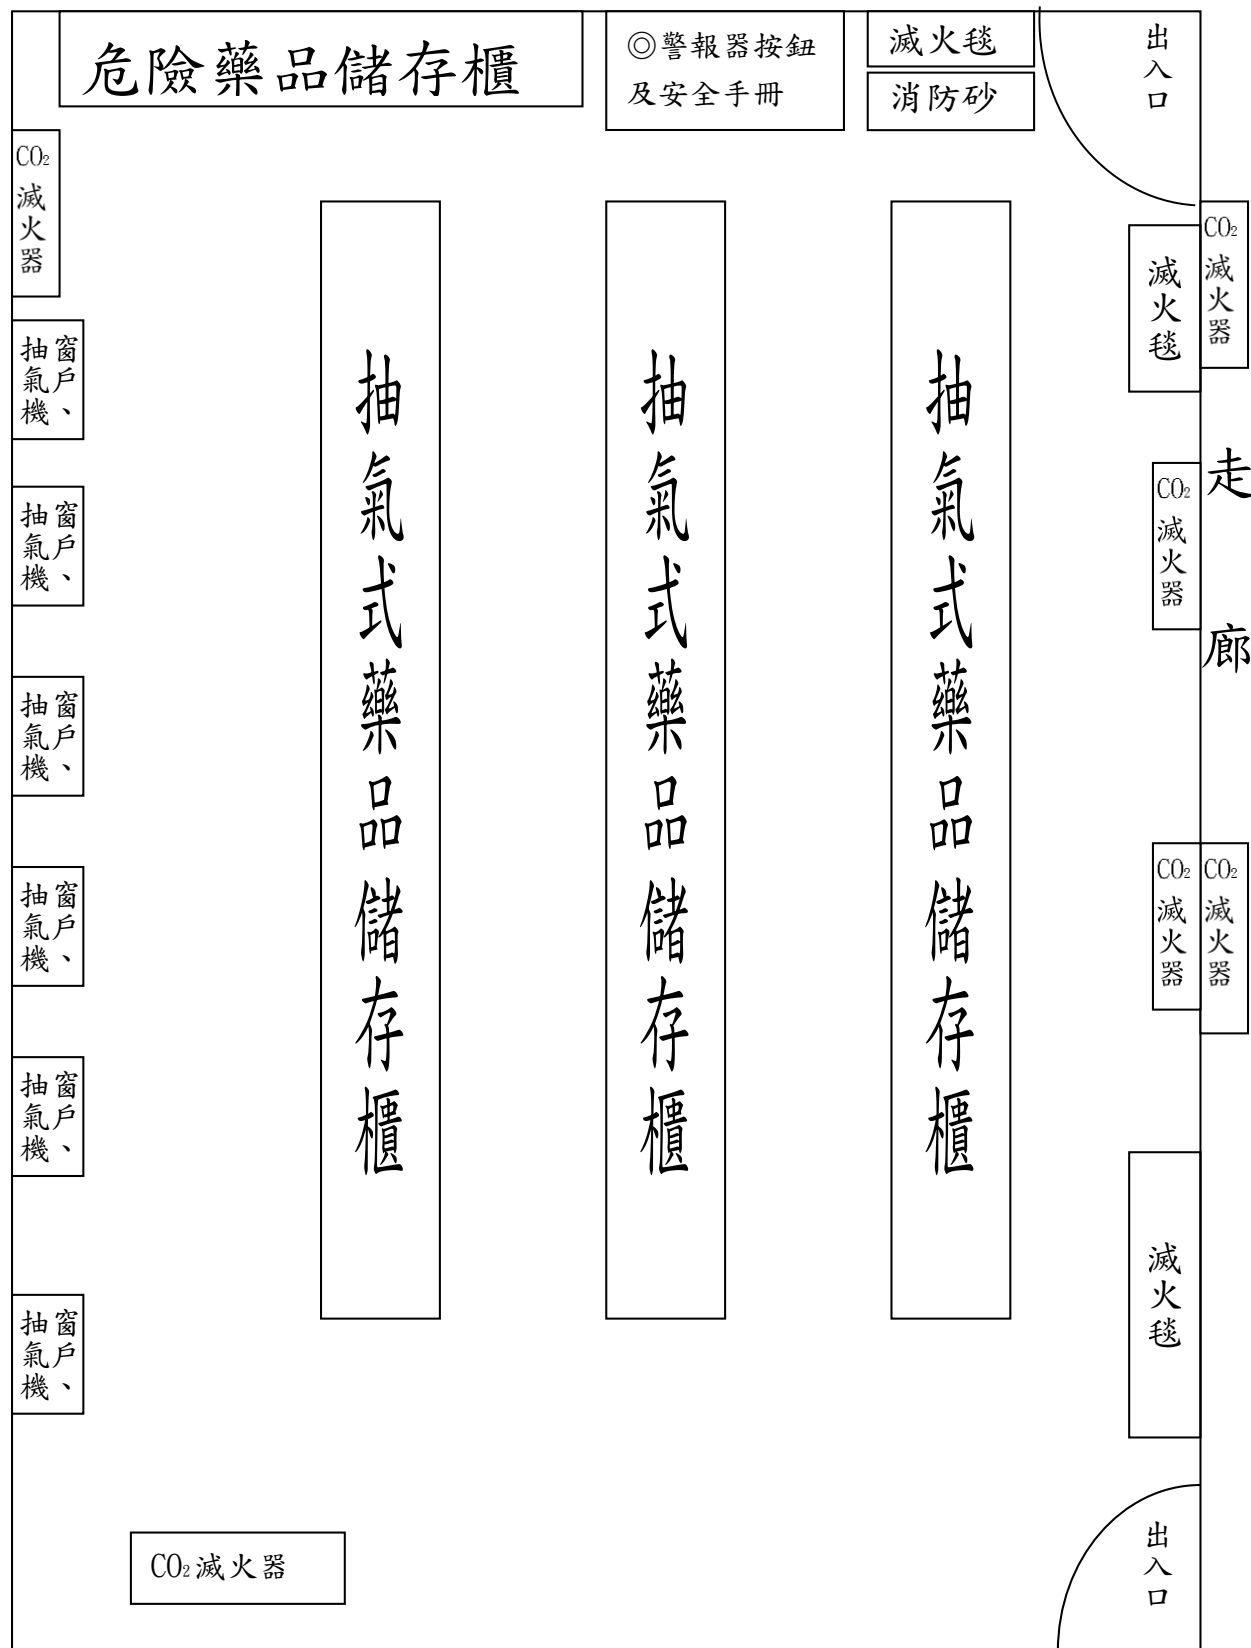 危險藥品儲存櫃
◎警報器按鈕
及安全手冊
滅火毯
消防砂
出入口
CO₂滅火器
窗戶、
抽氣機
窗戶、
抽氣機
窗戶、
抽氣機
窗戶、
抽氣機
窗戶、
抽氣機
窗戶、
抽氣機
抽氣式藥品儲存櫃
抽氣式藥品儲存櫃
抽氣式藥品儲存櫃
滅火毯
CO₂滅火器
CO₂滅火器
走廊
CO₂滅火器
CO₂滅火器
滅火毯
CO₂滅火器
出入口